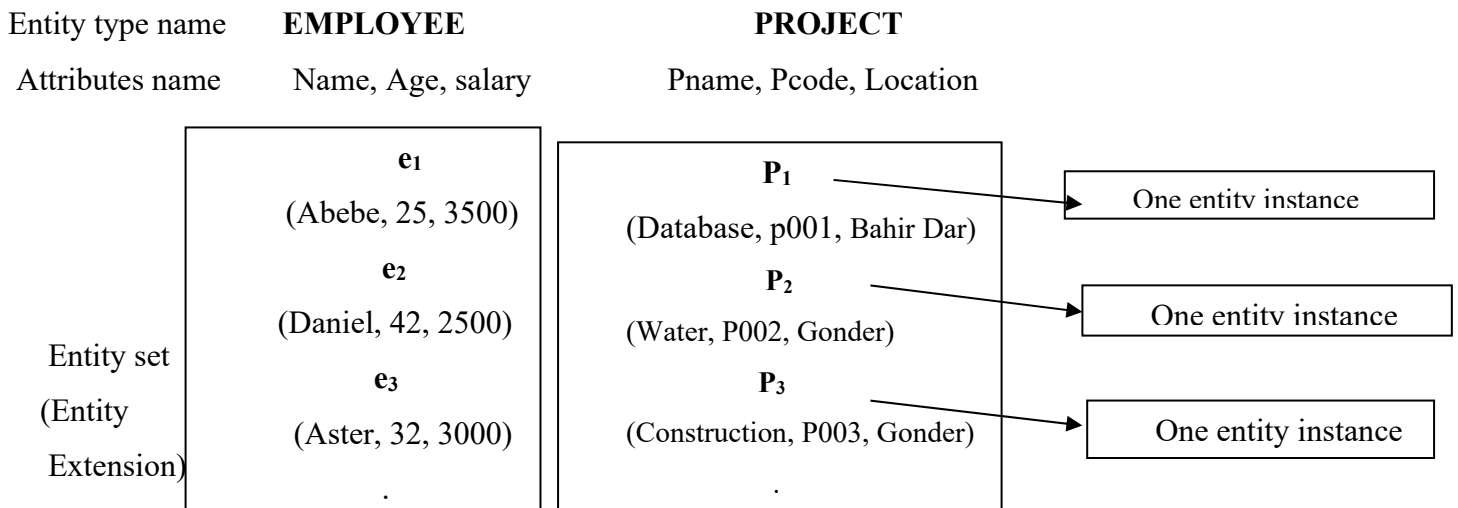 Entity type name EMPLOYEE PROJECT
Attributes name Name, Age, salary Pname, Pcode, Location
e1
(Abebe, 25, 3500)
e2
(Daniel, 42, 2500)
e3
(Aster, 32, 3000)
.
P1
(Database, p001, Bahir Dar)
P2
(Water, P002, Gonder)
P3
(Construction, P003, Gonder)
.
One entity instance
One entity instance
One entity instance
Entity set
(Entity
Extension)